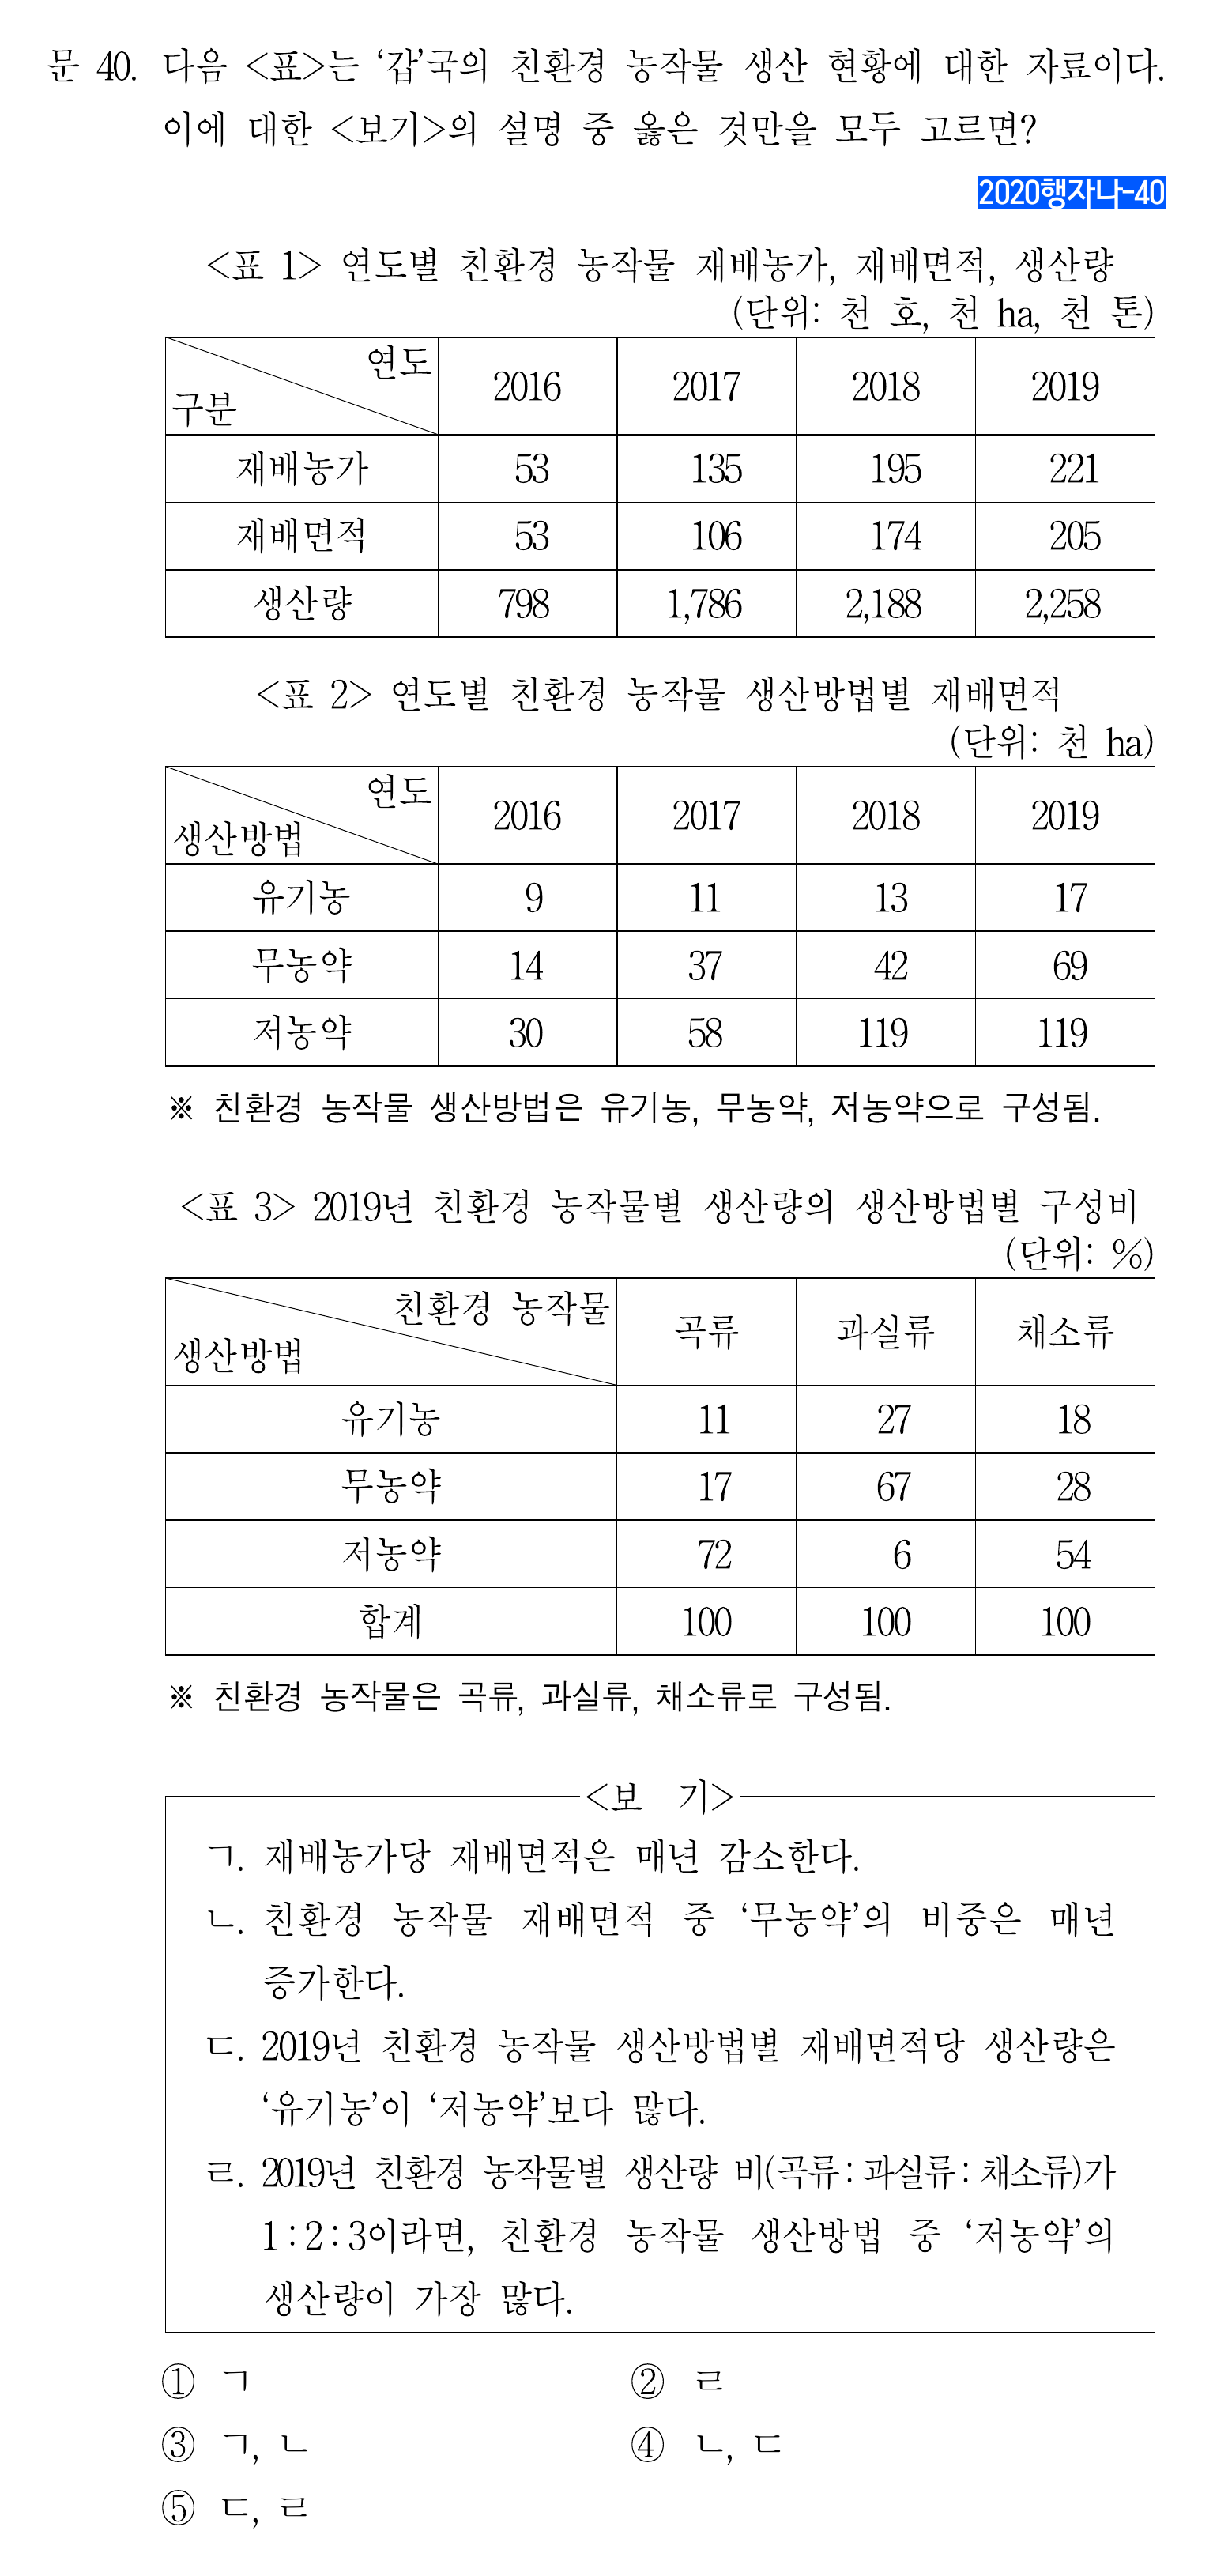 문 40. 다음 <표>는 ‘갑’국의 친환경 농작물 생산 현황에 대한 자료이다.
이에 대한 <보기>의 설명 중 옳은 것만을 모두 고르면?
2020행자나-40
<표 1> 연도별 친환경 농작물 재배농가, 재배면적, 생산량
(단위: 천 호, 천 ha, 천 톤)
구분 연도 2016 2017 2018 2019
재배농가 53 135 195 221
재배면적 53 106 174 205
생산량 798 1,786 2,188 2,258
<표 2> 연도별 친환경 농작물 생산방법별 재배면적
(단위: 천 ha)
생산방법 연도 2016 2017 2018 2019
유기농 9 11 13 17
무농약 14 37 42 69
저농약 30 58 119 119
※ 친환경 농작물 생산방법은 유기농, 무농약, 저농약으로 구성됨.
<표 3> 2019년 친환경 농작물별 생산량의 생산방법별 구성비
(단위: %)
생산방법 친환경 농작물 곡류 과실류 채소류
유기농 11 27 18
무농약 17 67 28
저농약 72 6 54
합계 100 100 100
※ 친환경 농작물은 곡류, 과실류, 채소류로 구성됨.
<보 기>
ㄱ. 재배농가당 재배면적은 매년 감소한다.
ㄴ. 친환경 농작물 재배면적 중 ‘무농약’의 비중은 매년
증가한다.
ㄷ. 2019년 친환경 농작물 생산방법별 재배면적당 생산량은
‘유기농’이 ‘저농약’보다 많다.
ㄹ. 2019년 친환경 농작물별 생산량 비(곡류 : 과실류 : 채소류)가
1 : 2 : 3이라면, 친환경 농작물 생산방법 중 ‘저농약’의
생산량이 가장 많다.
① ㄱ ② ㄹ
③ ㄱ, ㄴ ④ ㄴ, ㄷ
⑤ ㄷ, ㄹ